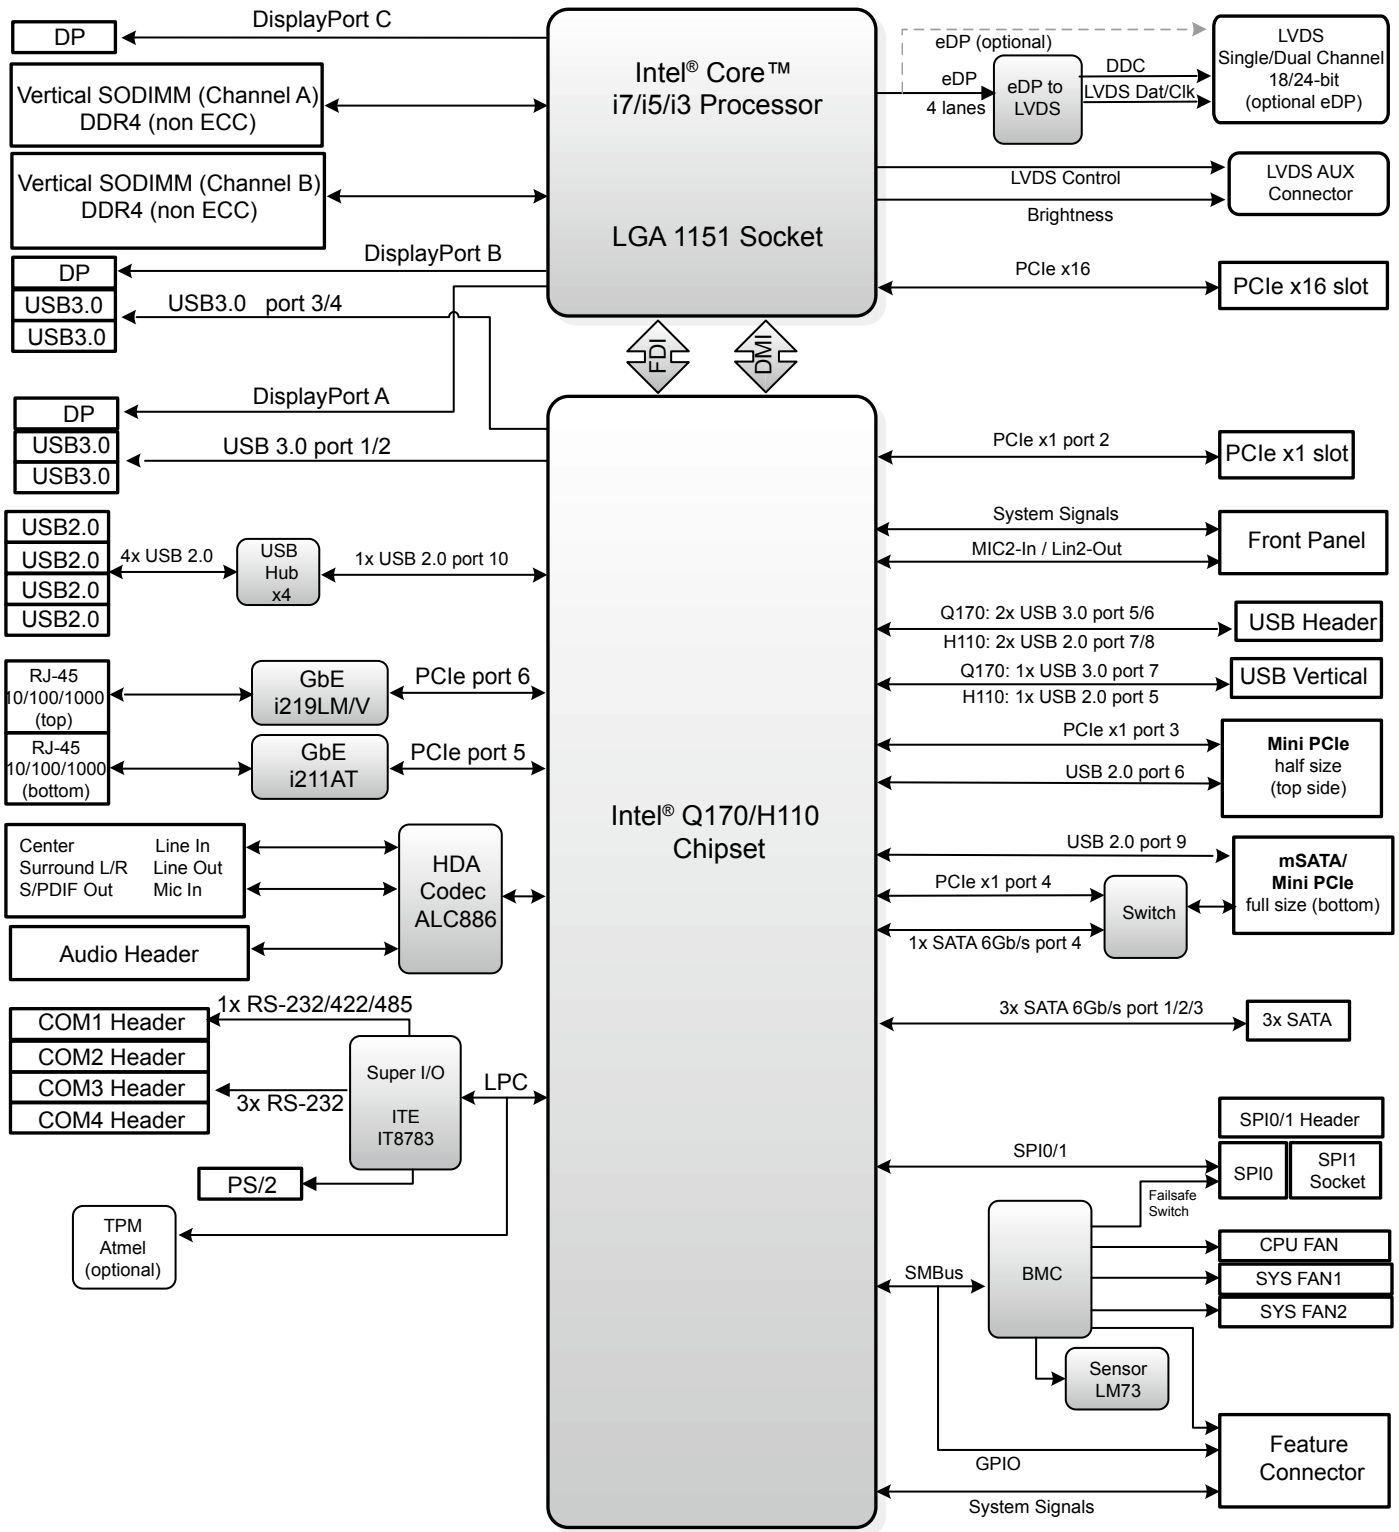 DP
DisplayPort C
Vertical SODIMM (Channel A)
DDR4 (non ECC)
Vertical SODIMM (Channel B)
DDR4 (non ECC)
Intel® Core™
i7/i5/i3 Processor
LGA 1151 Socket
eDP (optional)
eDP
4 lanes
eDP to
LVDS
DDC
LVDS Dat/Clk
LVDS
Single/Dual Channel
18/24-bit
(optional eDP)
LVDS Control
Brightness
LVDS AUX
Connector
PCIe x16
PCIe x16 slot
DisplayPort B
DP
USB3.0
USB3.0
USB3.0 port 3/4
FDI
DMI
DisplayPort A
DP
USB3.0
USB3.0
USB 3.0 port 1/2
USB2.0
USB2.0
USB2.0
USB2.0
4x USB 2.0
USB
Hub
x4
1x USB 2.0 port 10
RJ-45
10/100/1000
(top)
GbE
i219LM/V
PCIe port 6
RJ-45
10/100/1000
(bottom)
GbE
i211AT
PCIe port 5
Center Line In
Surround L/R Line Out
S/PDIF Out Mic In
Audio Header
HDA
Codec
ALC886
1x RS-232/422/485
COM1 Header
COM2 Header
COM3 Header
COM4 Header
3x RS-232
Super I/O
ITE
IT8783
LPC
PS/2
TPM
Atmel
(optional)
Intel® Q170/H110
Chipset
PCIe x1 port 2
PCIe x1 slot
System Signals
MIC2-In / Lin2-Out
Front Panel
Q170: 2x USB 3.0 port 5/6
H110: 2x USB 2.0 port 7/8
USB Header
Q170: 1x USB 3.0 port 7
H110: 1x USB 2.0 port 5
USB Vertical
PCIe x1 port 3
USB 2.0 port 6
Mini PCIe
half size
(top side)
USB 2.0 port 9
PCIe x1 port 4
1x SATA 6Gb/s port 4
Switch
mSATA/
Mini PCIe
full size (bottom)
3x SATA 6Gb/s port 1/2/3
3x SATA
SPI0/1 Header
SPI0/1
SPI0
SPI1
Socket
Failsafe
Switch
SMBus
BMC
CPU FAN
SYS FAN1
SYS FAN2
Sensor
LM73
GPIO
System Signals
Feature
Connector